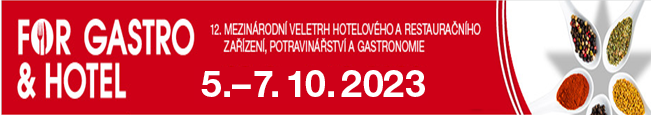 FOR GASTRO
& HOTEL
12. MEZINÁRODNÍ VELETRH HOTELOVÉHO A RESTAURAČNÍHO
ZAŘÍZENÍ, POTRAVINÁŘSTVÍ A GASTRONOMIE
5.–7. 10. 2023